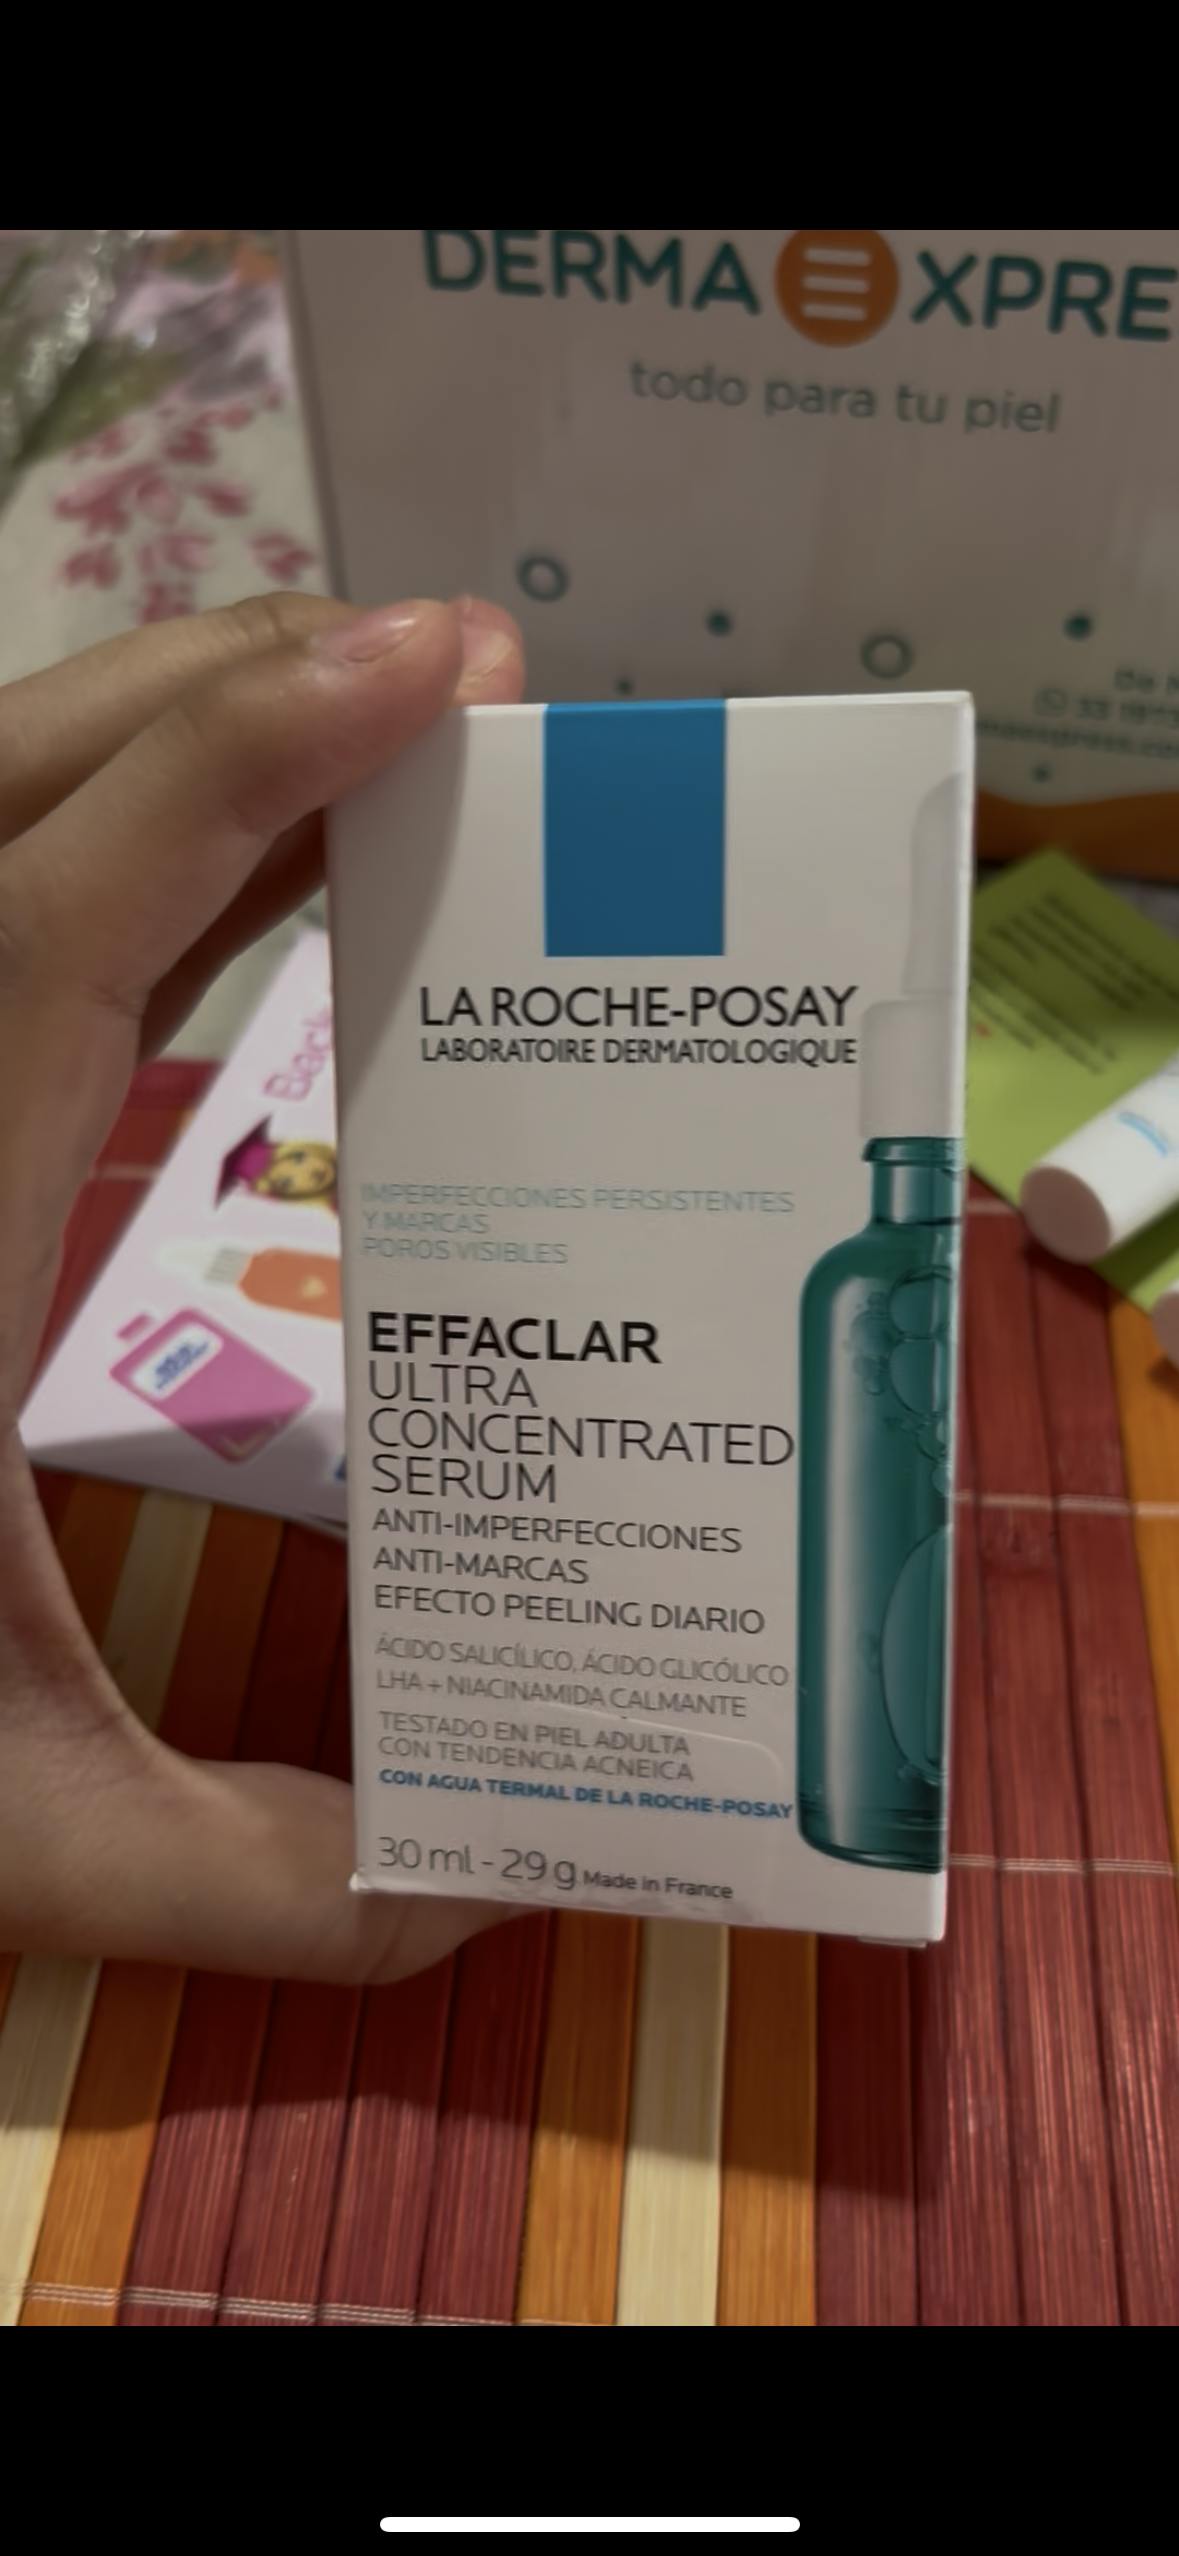 DERMA XPRE
todo para tu piel
LA ROCHE-POSAY
LABORATOIRE DERMATOLOGIQUE
IMPERFECCIONES PERSISTENTES
Y MARCAS
POROS VISIBLES
EFFACLAR
ULTRA
CONCENTRATED
SERUM
ANTI-IMPERFECCIONES
ANTI-MARCAS
EFECTO PEELING DIARIO
ÁCIDO SALICÍLICO, ÁCIDO GLICÓLICO
LHA + NIACINAMIDA CALMANTE
TESTADO EN PIEL ADULTA
CON TENDENCIA ACNEICA
CON AGUA TERMAL DE LA ROCHE-POSAY
30 ml - 29 g Made in France